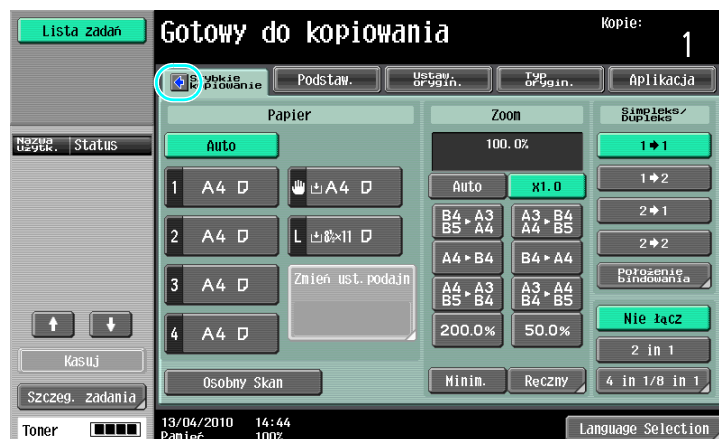 Lista zadań
Gotowy do kopiowania
Kopie:
1
Szybkie kopiowanie
Podstaw.
Ustaw. orygin.
Typ orygin.
Aplikacja
Nazwa użytk.
Status
Papier
Zoom
Simpleks/
Dupleks
Auto
100.0%
1➧1
1 A4
A4
Auto
x1.0
1➧2
2 A4
L 8½×11
B4▸A3
B5▸A4
A3▸B4
A4▸B5
2➧1
A4▸B4
B4▸A4
2➧2
3 A4
Zmień ust.podajn
A4▸A3
B5▸B4
A3▸A4
B4▸B5
Położenie
bindowania
4 A4
200.0%
50.0%
Nie łącz
2 in 1
Kasuj
Osobny Skan
Minim.
Ręczny
4 in 1/8 in 1
Szczeg. zadania
Toner
13/04/2010 14:44
Pamięć 100%
Language Selection